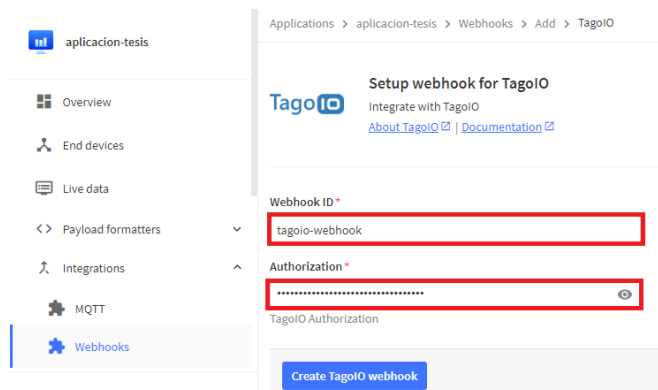 aplicacion-tesis
Overview
End devices
Live data
Payload formatters
Integrations
MQTT
Webhooks
Applications > aplicacion-tesis > Webhooks > Add > TagoIO
TagoIO
Setup webhook for TagoIO
Integrate with TagoIO
About TagoIO | Documentation
Webhook ID *
tagoio-webhook
Authorization *
••••••••••••••••••••••••••••••••••
TagoIO Authorization
Create TagoIO webhook